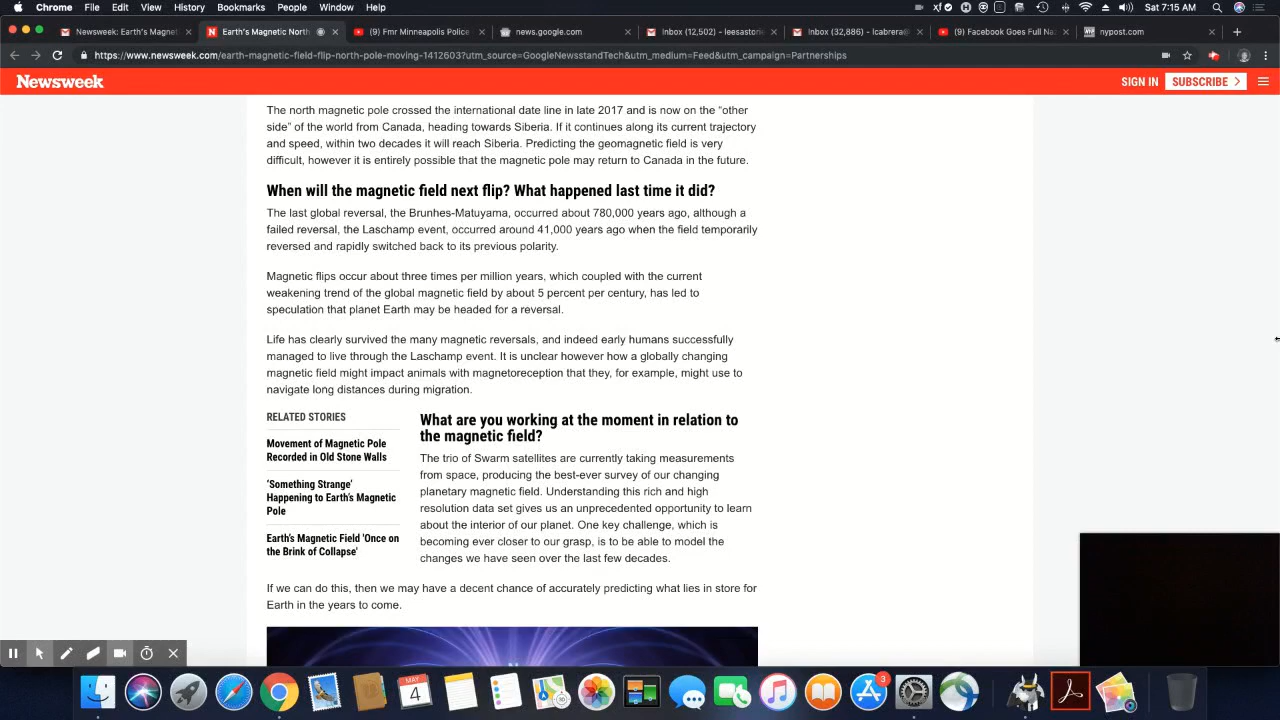 Chrome File Edit View History Bookmarks People Window Help
Sat 7:15 AM
Newsweek: Earth's Magnet
Earth's Magnetic North
(9) Fmr Minneapolis Police
news.google.com
Inbox (12,502) - leesaston
Inbox (32,886) - lcabrera@
(9) Facebook Goes Full Na
nypost.com
https://www.newsweek.com/earth-magnetic-field-flip-north-pole-moving-1412603?utm_source=GoogleNewsstandTech&utm_medium=Feed&utm_campaign=Partnerships
Newsweek
SIGN IN
SUBSCRIBE
The north magnetic pole crossed the international date line in late 2017 and is now on the “other
side” of the world from Canada, heading towards Siberia. If it continues along its current trajectory
and speed, within two decades it will reach Siberia. Predicting the geomagnetic field is very
difficult, however it is entirely possible that the magnetic pole may return to Canada in the future.
When will the magnetic field next flip? What happened last time it did?
The last global reversal, the Brunhes-Matuyama, occurred about 780,000 years ago, although a
failed reversal, the Laschamp event, occurred around 41,000 years ago when the field temporarily
reversed and rapidly switched back to its previous polarity.
Magnetic flips occur about three times per million years, which coupled with the current
weakening trend of the global magnetic field by about 5 percent per century, has led to
speculation that planet Earth may be headed for a reversal.
Life has clearly survived the many magnetic reversals, and indeed early humans successfully
managed to live through the Laschamp event. It is unclear however how a globally changing
magnetic field might impact animals with magnetoreception that they, for example, might use to
navigate long distances during migration.
RELATED STORIES
Movement of Magnetic Pole
Recorded in Old Stone Walls
‘Something Strange’
Happening to Earth’s Magnetic
Pole
Earth’s Magnetic Field 'Once on
the Brink of Collapse'
What are you working at the moment in relation to
the magnetic field?
The trio of Swarm satellites are currently taking measurements
from space, producing the best-ever survey of our changing
planetary magnetic field. Understanding this rich and high
resolution data set gives us an unprecedented opportunity to learn
about the interior of our planet. One key challenge, which is
becoming ever closer to our grasp, is to be able to model the
changes we have seen over the last few decades.
If we can do this, then we may have a decent chance of accurately predicting what lies in store for
Earth in the years to come.
MAY
4
3